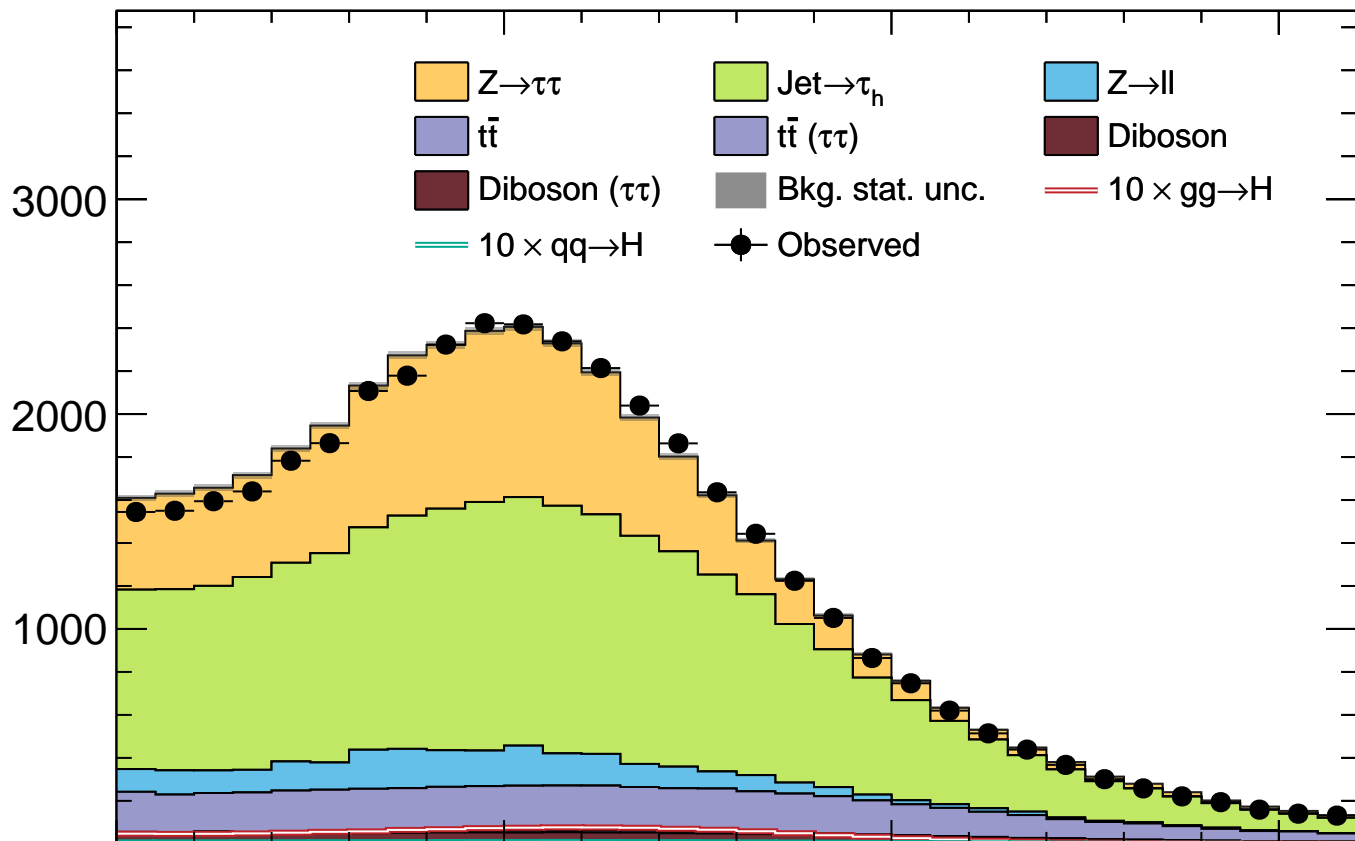 Z→ττ Jet→τₕ Z→ll
tt̄ tt̄ (ττ) Diboson
3000 Diboson (ττ) Bkg. stat. unc. 10 × gg→H
10 × qq→H Observed
2000
1000